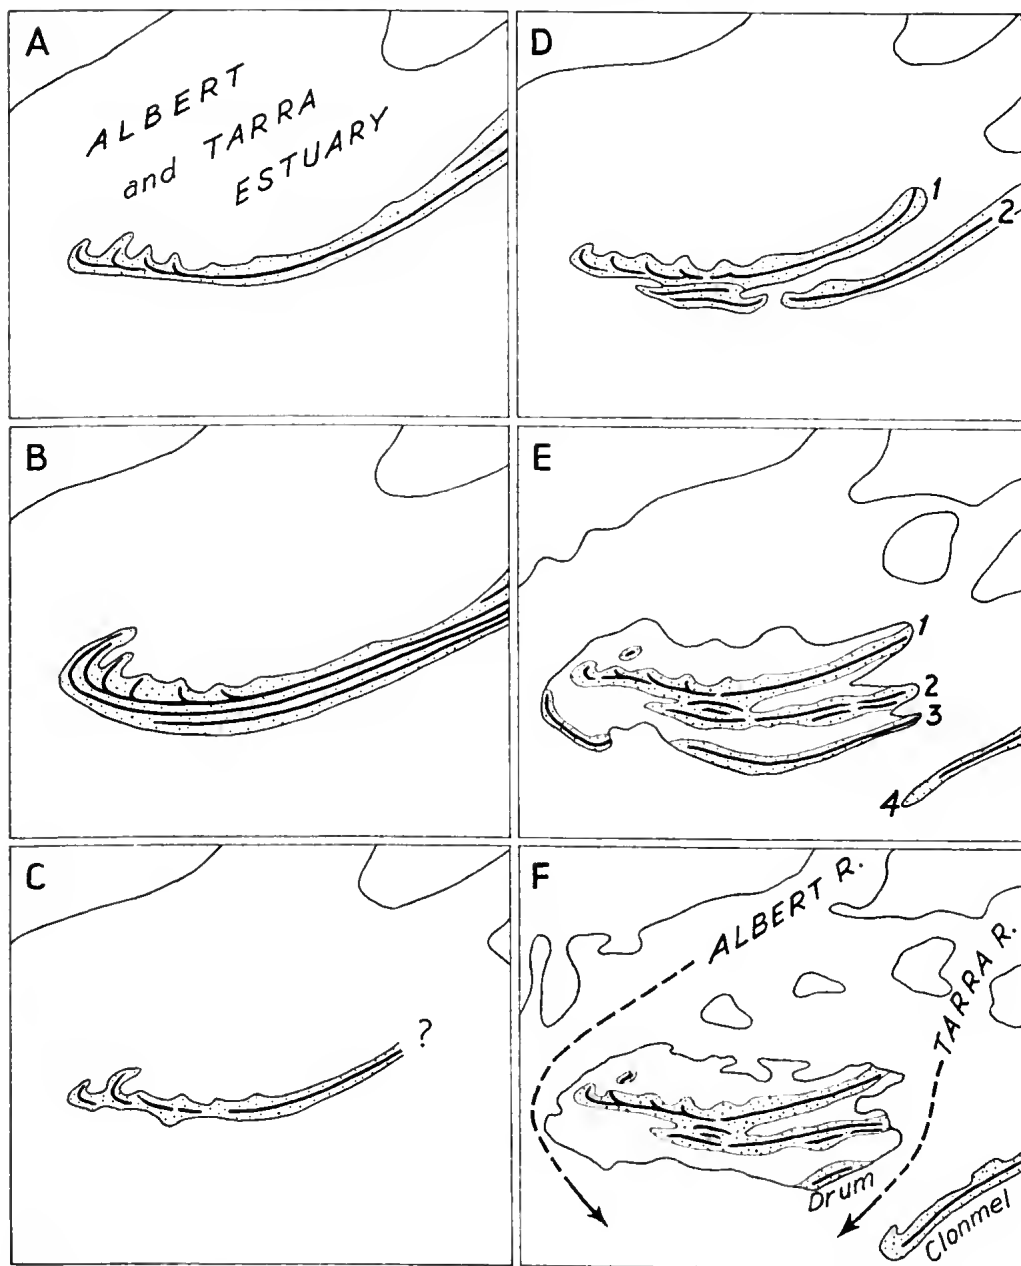 A
ALBERT
and TARRA
ESTUARY
B
C
?
D
1
2
E
1
2
3
4
F
ALBERT R.
TARRA R.
Drum
Clonmel